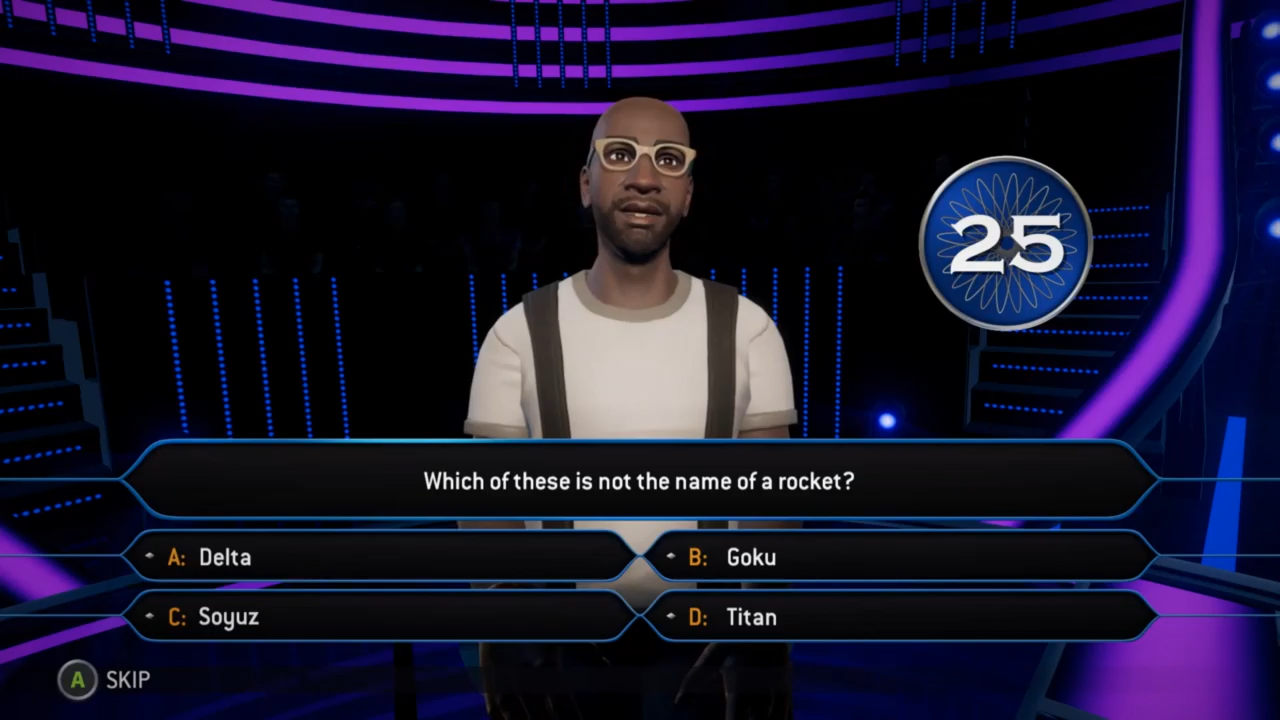 25
Which of these is not the name of a rocket?
A: Delta
B: Goku
C: Soyuz
D: Titan
A SKIP